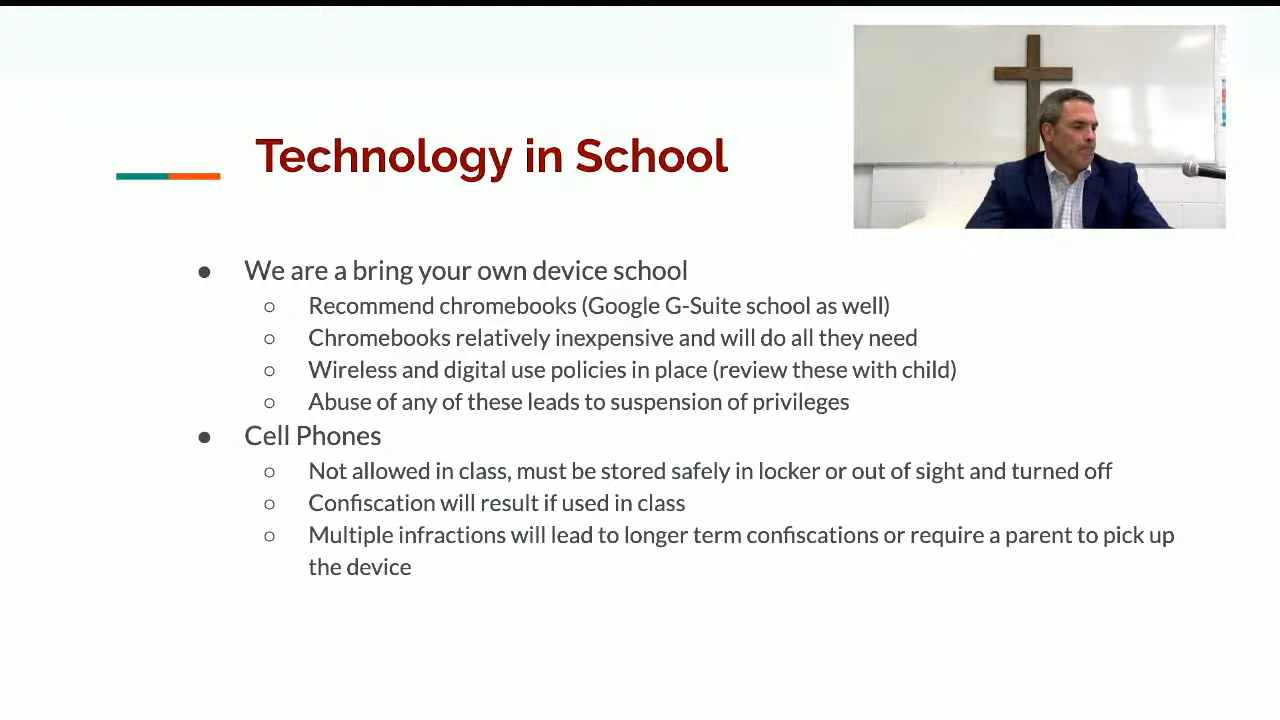 Technology in School
● We are a bring your own device school
○ Recommend chromebooks (Google G-Suite school as well)
○ Chromebooks relatively inexpensive and will do all they need
○ Wireless and digital use policies in place (review these with child)
○ Abuse of any of these leads to suspension of privileges
● Cell Phones
○ Not allowed in class, must be stored safely in locker or out of sight and turned off
○ Confiscation will result if used in class
○ Multiple infractions will lead to longer term confiscations or require a parent to pick up
the device